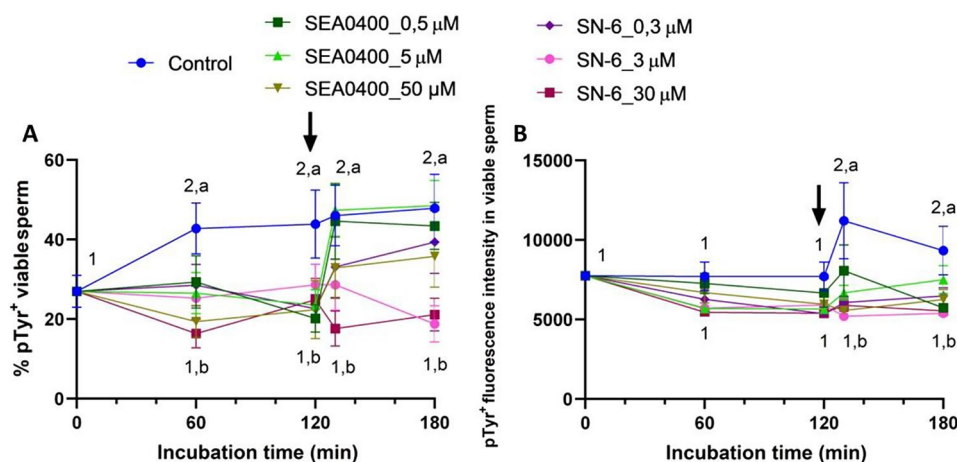 Control
SEA0400_0,5 µM
SEA0400_5 µM
SEA0400_50 µM
SN-6_0,3 µM
SN-6_3 µM
SN-6_30 µM
A
% pTyr⁺ viable sperm
60
40
20
0
1
2,a
2,a
2,a
2,a
1,b
1,b
1,b
1,b
0
60
120
180
Incubation time (min)
B
pTyr⁺ fluorescence intensity in viable sperm
15000
10000
5000
0
1
1
1
2,a
2,a
1
1
1,b
1,b
0
60
120
180
Incubation time (min)